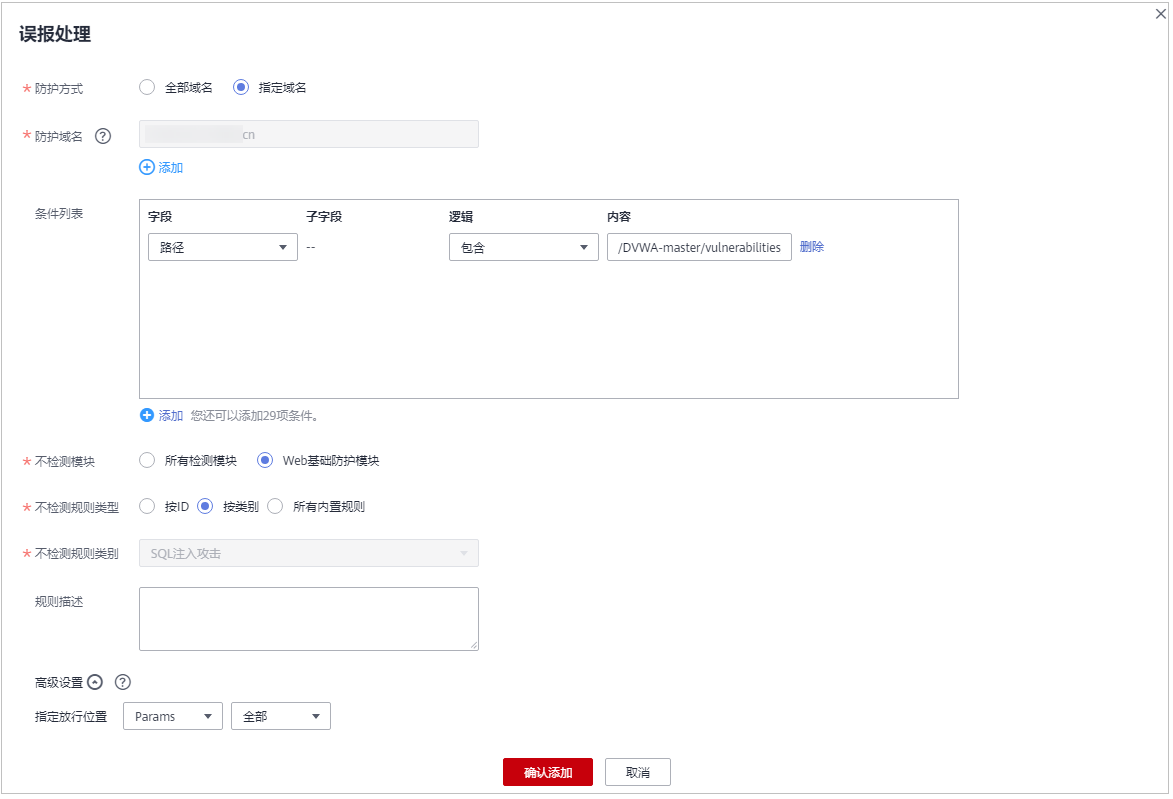 误报处理
* 防护方式 全部域名 指定域名
* 防护域名 ? cn
添加
条件列表
字段 子字段 逻辑 内容
路径 -- 包含 /DVWA-master/vulnerabilities 删除
添加 您还可以添加29项条件。
* 不检测模块 所有检测模块 Web基础防护模块
* 不检测规则类型 按ID 按类别 所有内置规则
* 不检测规则类别 SQL注入攻击
规则描述
高级设置 ?
指定放行位置 Params 全部
确认添加 取消